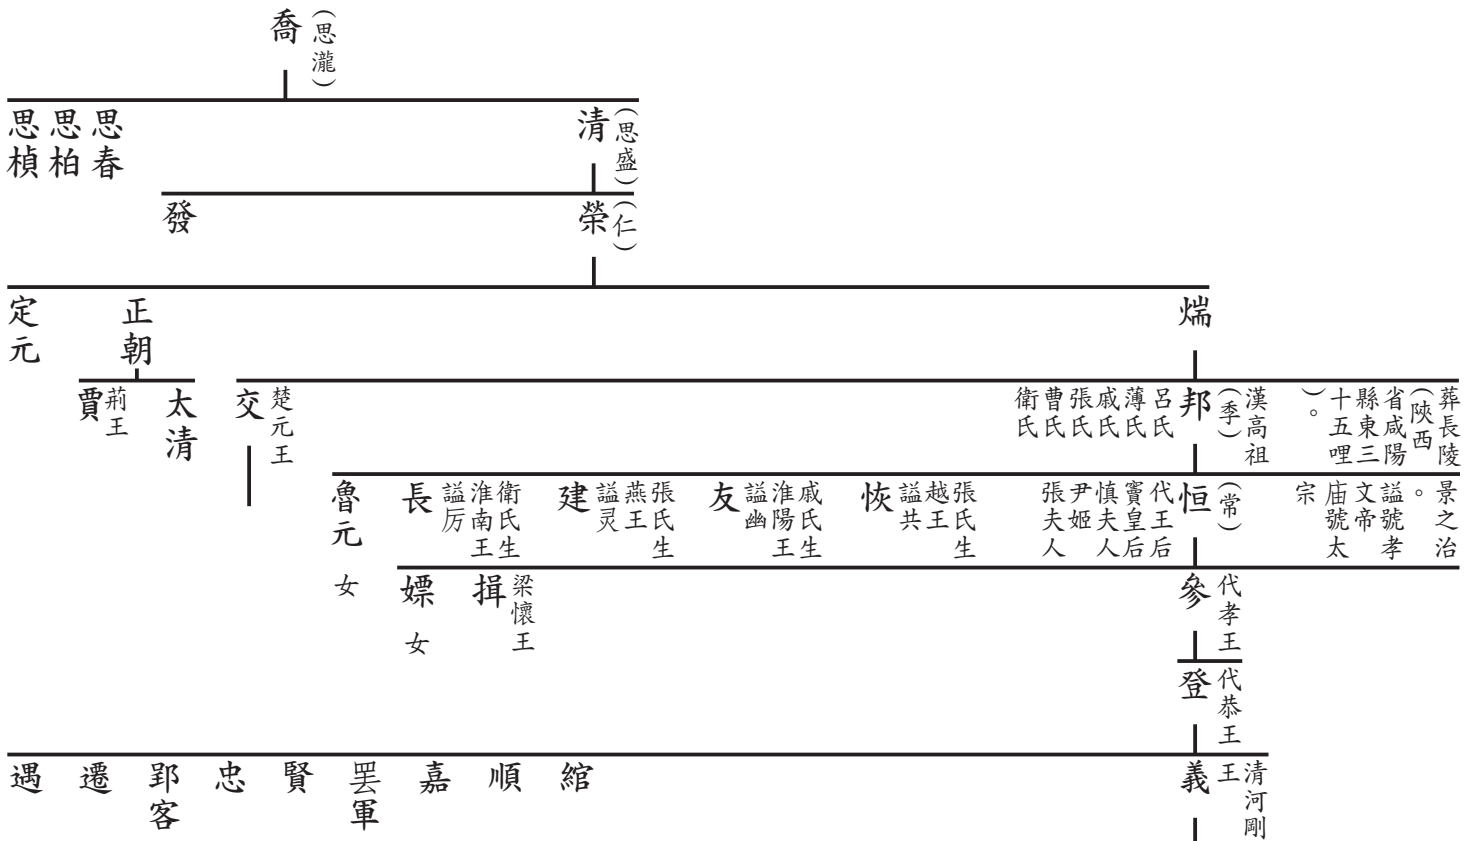 喬
(思瀧)
清
(思盛)
思春
思柏
思楨
榮
(仁)
發
煓
正朝
定元
葬長陵
(陝西
省咸陽
縣東三
十五哩
)。
漢高祖
邦
(季)
呂氏
薄氏
戚氏
張氏
曹氏
衛氏
楚元王
交
太清
荊王
賈
景之治
。
謚號孝
文帝
庙號太
宗
(常)
恒
代王后
竇皇后
慎夫人
尹姬
張夫人
張氏生
越王
謚共
恢
戚氏生
淮陽王
謚幽
友
張氏生
燕王
謚灵
建
衛氏生
淮南王
謚厉
長
魯元 女
代孝王
參
梁懷王
揖
嫖 女
代恭王
登
清河剛
王
義
綰
順
嘉
罢軍
賢
忠
郢客
遷
遇